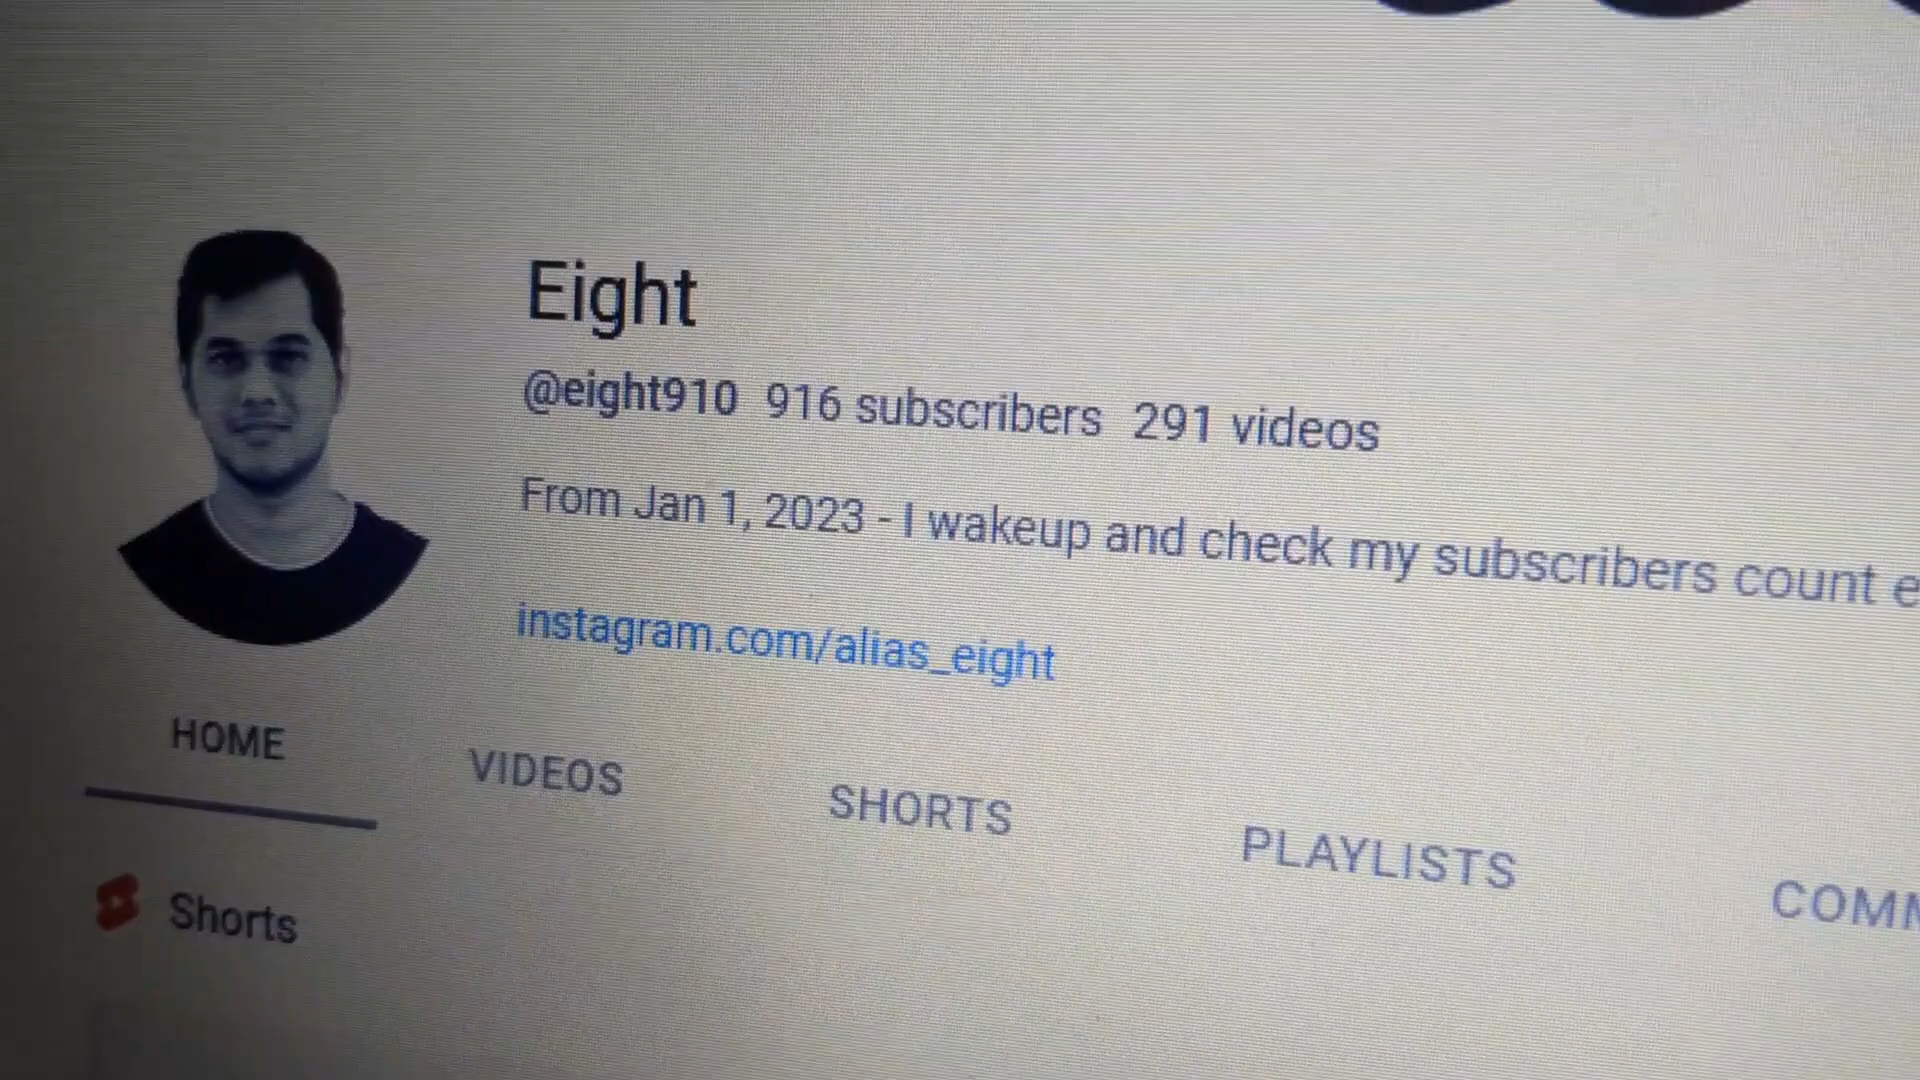 Eight
@eight910 916 subscribers 291 videos
From Jan 1, 2023 - I wakeup and check my subscribers count e
instagram.com/alias_eight
HOME VIDEOS SHORTS PLAYLISTS COMM
Shorts